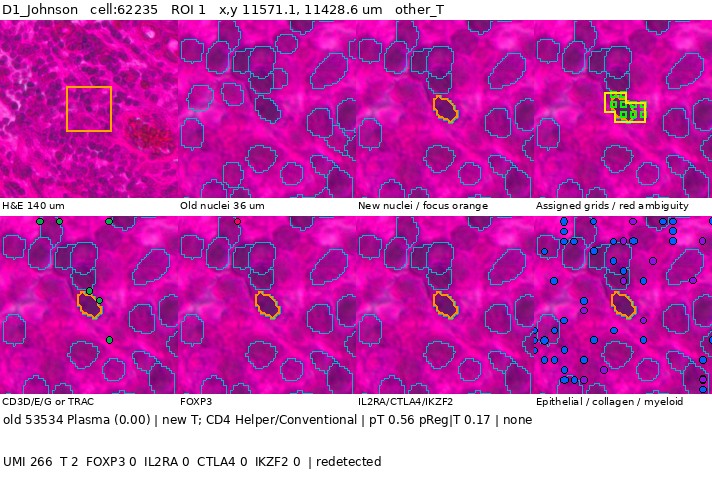 D1_Johnson cell:62235 ROI 1 x,y 11571.1, 11428.6 um other_T
H&E 140 um
Old nuclei 36 um
New nuclei / focus orange
Assigned grids / red ambiguity
CD3D/E/G or TRAC
FOXP3
IL2RA/CTLA4/IKZF2
Epithelial / collagen / myeloid
old 53534 Plasma (0.00) | new T; CD4 Helper/Conventional | pT 0.56 pReg|T 0.17 | none
UMI 266 T 2 FOXP3 0 IL2RA 0 CTLA4 0 IKZF2 0 | redetected